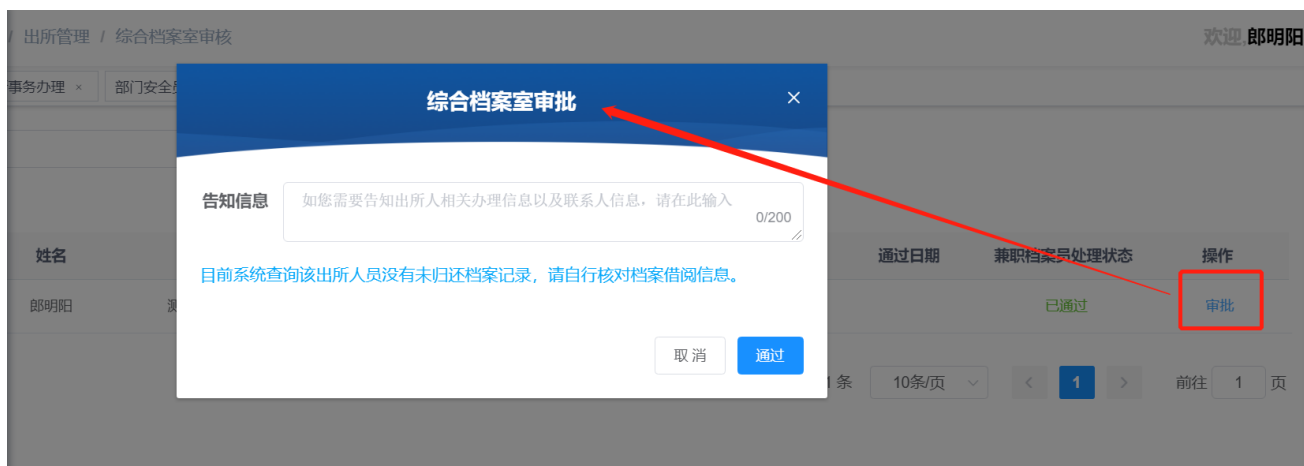 / 出所管理 / 综合档案室审核
欢迎,郎明阳
事务办理 ×
部门安全员
综合档案室审批
×
告知信息
如您需要告知出所人相关办理信息以及联系人信息，请在此输入
0/200
姓名
通过日期
兼职档案员处理状态
操作
目前系统查询该出所人员没有未归还档案记录，请自行核对档案借阅信息。
郎明阳
测
已通过
审批
取消
通过
1 条
10条/页
<
1
>
前往
1
页